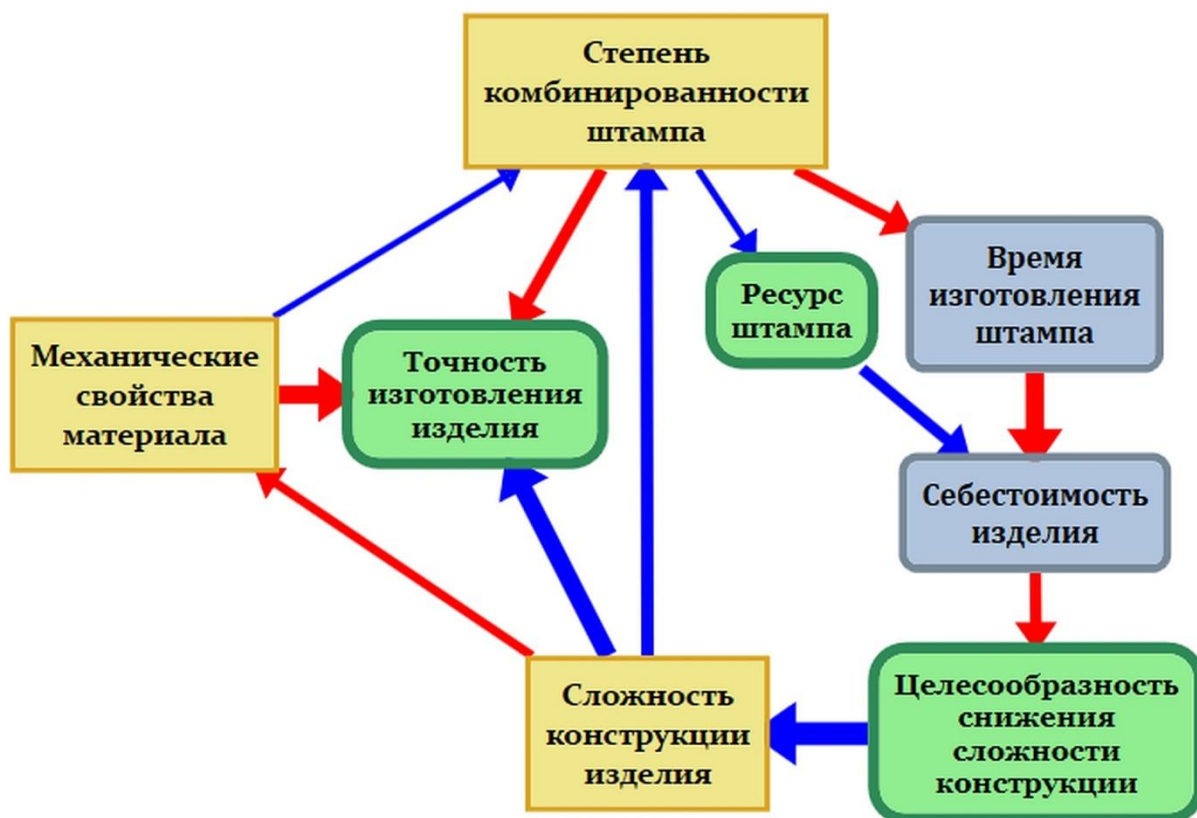 Степень
комбинированности
штампа
Время
изготовления
штампа
Ресурс
штампа
Механические
свойства
материала
Точность
изготовления
изделия
Себестоимость
изделия
Сложность
конструкции
изделия
Целесообразность
снижения
сложности
конструкции